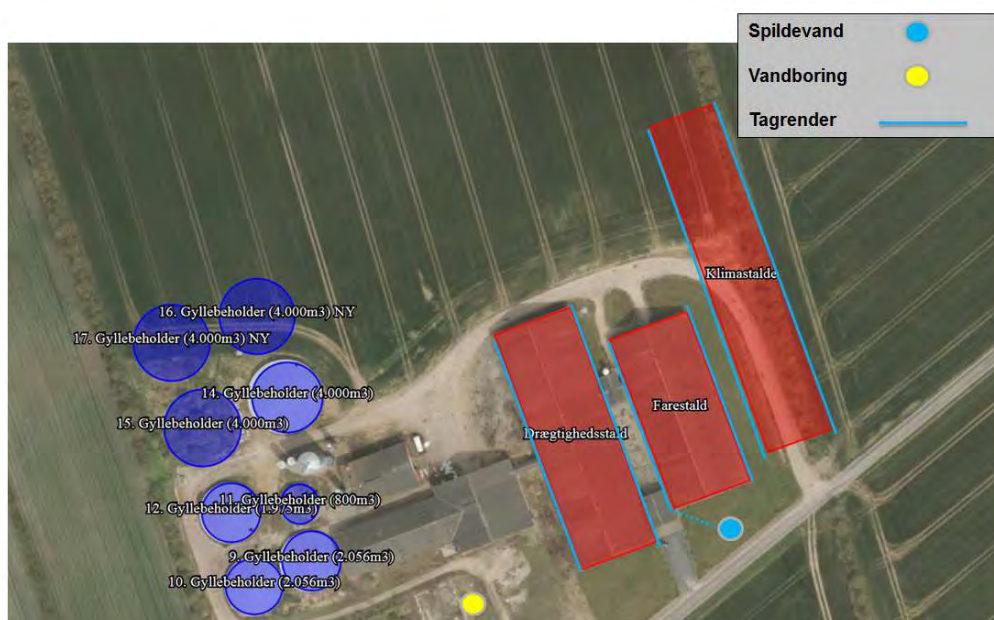 Spildevand
Vandboring
Tagrender
Klimastalde
16. Gyllebeholder (4.000m3) NY
17. Gyllebeholder (4.000m3) NY
14. Gyllebeholder (4.000m3)
15. Gyllebeholder (4.000m3)
Farestald
Drægtighedsstald
11. Gyllebeholder (800m3)
12. Gyllebeholder (1.975m3)
9. Gyllebeholder (2.056m3)
10. Gyllebeholder (2.056m3)